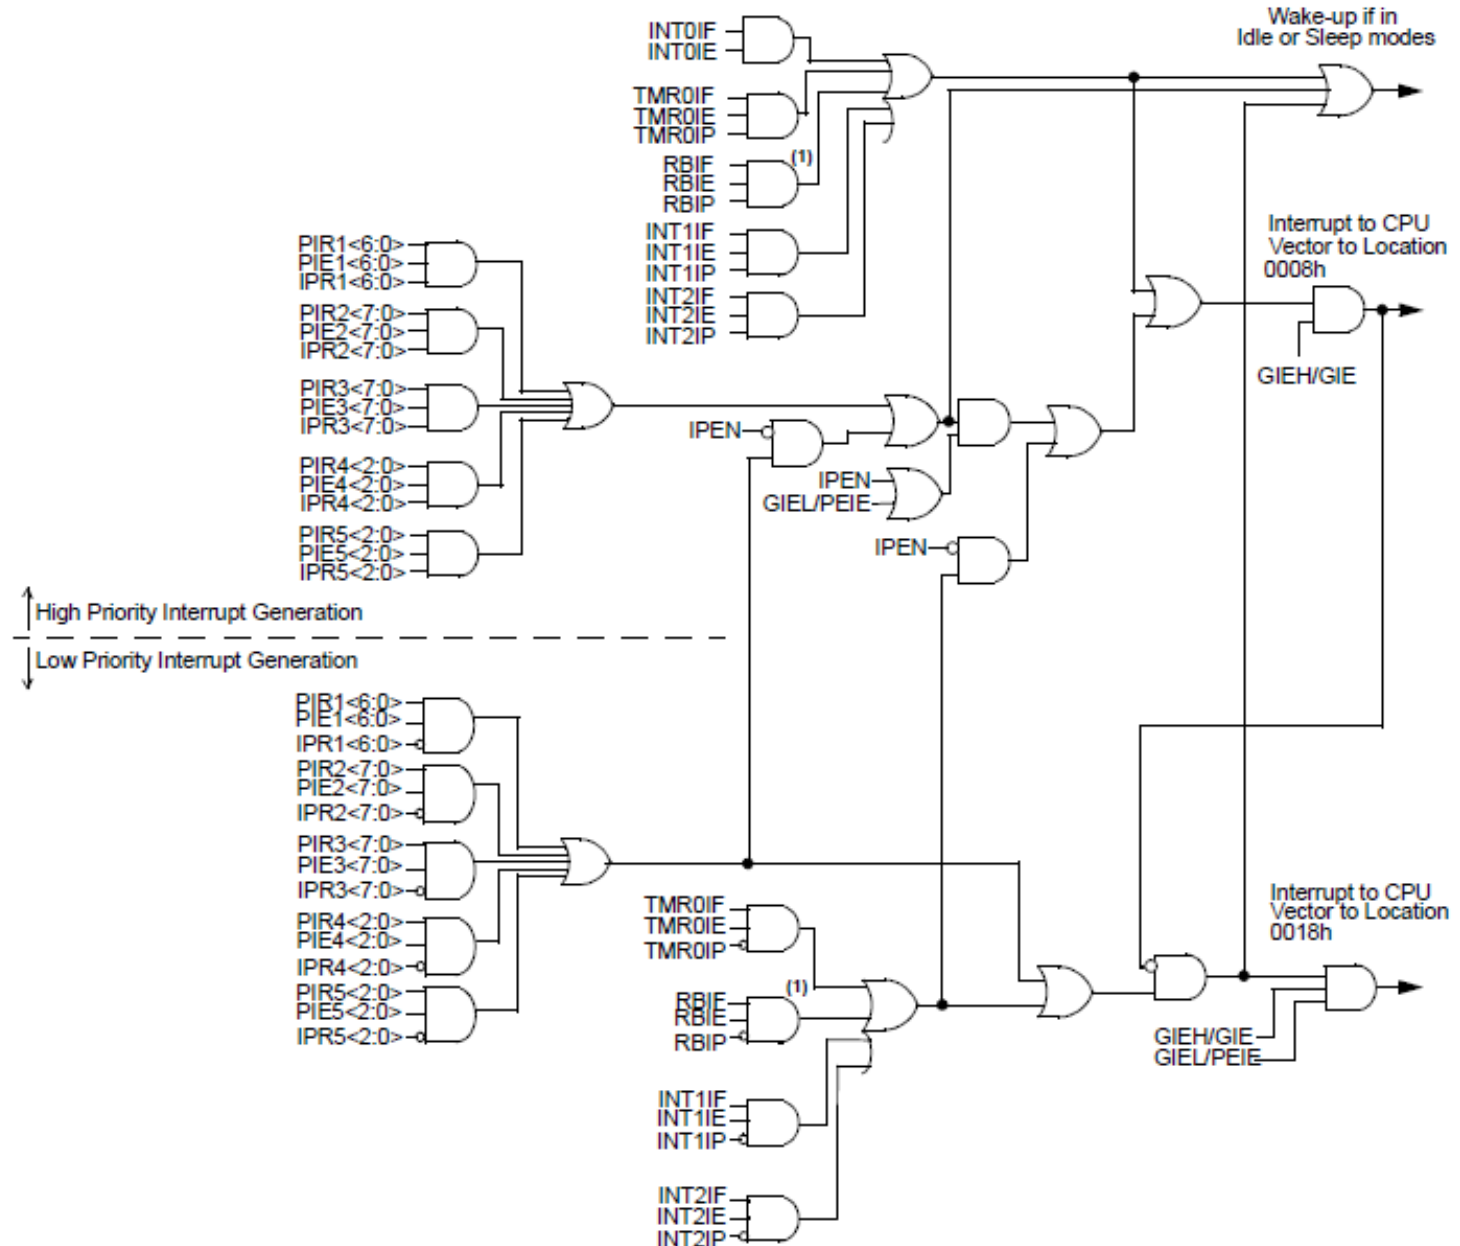 Wake-up if in
Idle or Sleep modes
INT0IF
INT0IE
TMR0IF
TMR0IE
TMR0IP
(1)
RBIF
RBIE
RBIP
INT1IF
INT1IE
INT1IP
INT2IF
INT2IE
INT2IP
Interrupt to CPU
Vector to Location
0008h
GIEH/GIE
PIR1<6:0>
PIE1<6:0>
IPR1<6:0>
PIR2<7:0>
PIE2<7:0>
IPR2<7:0>
PIR3<7:0>
PIE3<7:0>
IPR3<7:0>
PIR4<2:0>
PIE4<2:0>
IPR4<2:0>
PIR5<2:0>
PIE5<2:0>
IPR5<2:0>
IPEN
IPEN
GIEL/PEIE
IPEN
High Priority Interrupt Generation
Low Priority Interrupt Generation
PIR1<6:0>
PIE1<6:0>
IPR1<6:0>
PIR2<7:0>
PIE2<7:0>
IPR2<7:0>
PIR3<7:0>
PIE3<7:0>
IPR3<7:0>
PIR4<2:0>
PIE4<2:0>
IPR4<2:0>
PIR5<2:0>
PIE5<2:0>
IPR5<2:0>
TMR0IF
TMR0IE
TMR0IP
(1)
RBIF
RBIE
RBIP
INT1IF
INT1IE
INT1IP
INT2IF
INT2IE
INT2IP
Interrupt to CPU
Vector to Location
0018h
GIEH/GIE
GIEL/PEIE